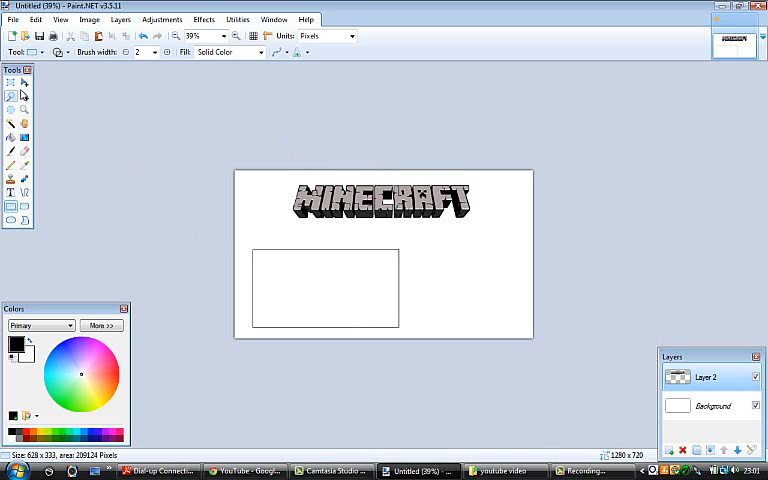 Untitled (39%) - Paint.NET v3.5.11
File Edit View Image Layers Adjustments Effects Utilities Window Help
39% Units: Pixels
Tool: Brush width: 2 Fill: Solid Color
Tools
MINECRAFT
Colors
Primary More >>
Layers
Layer 2
Background
Size: 628 x 333, area: 209124 Pixels 1280 x 720
Dial-up Connecti... YouTube - Googl... Camtasia Studio ... Untitled (39%) - ... youtube video Recording... 23:01